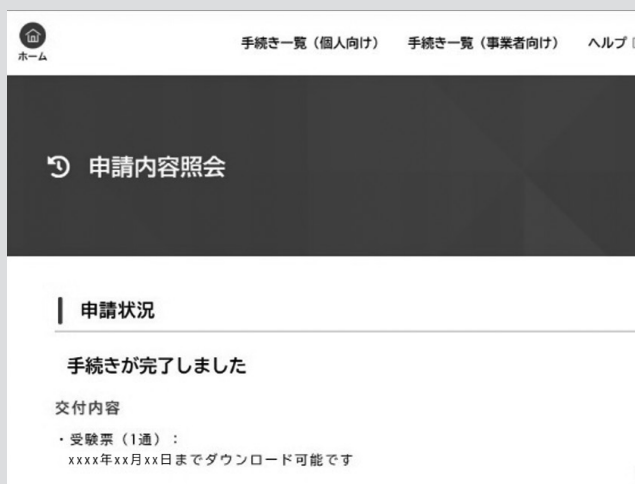 ホーム
手続き一覧（個人向け） 手続き一覧（事業者向け） ヘルプ
申請内容照会
申請状況
手続きが完了しました
交付内容
・受験票（1通）：
xxxx年xx月xx日までダウンロード可能です